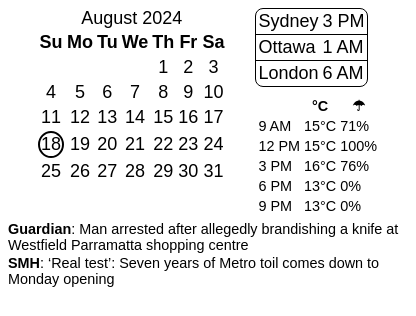 August 2024
Su Mo Tu We Th Fr Sa
1 2 3
4 5 6 7 8 9 10
11 12 13 14 15 16 17
18 19 20 21 22 23 24
25 26 27 28 29 30 31
Sydney 3 PM
Ottawa 1 AM
London 6 AM
°C ☂
9 AM 15°C 71%
12 PM 15°C 100%
3 PM 16°C 76%
6 PM 13°C 0%
9 PM 13°C 0%
Guardian: Man arrested after allegedly brandishing a knife at
Westfield Parramatta shopping centre
SMH: ‘Real test’: Seven years of Metro toil comes down to
Monday opening